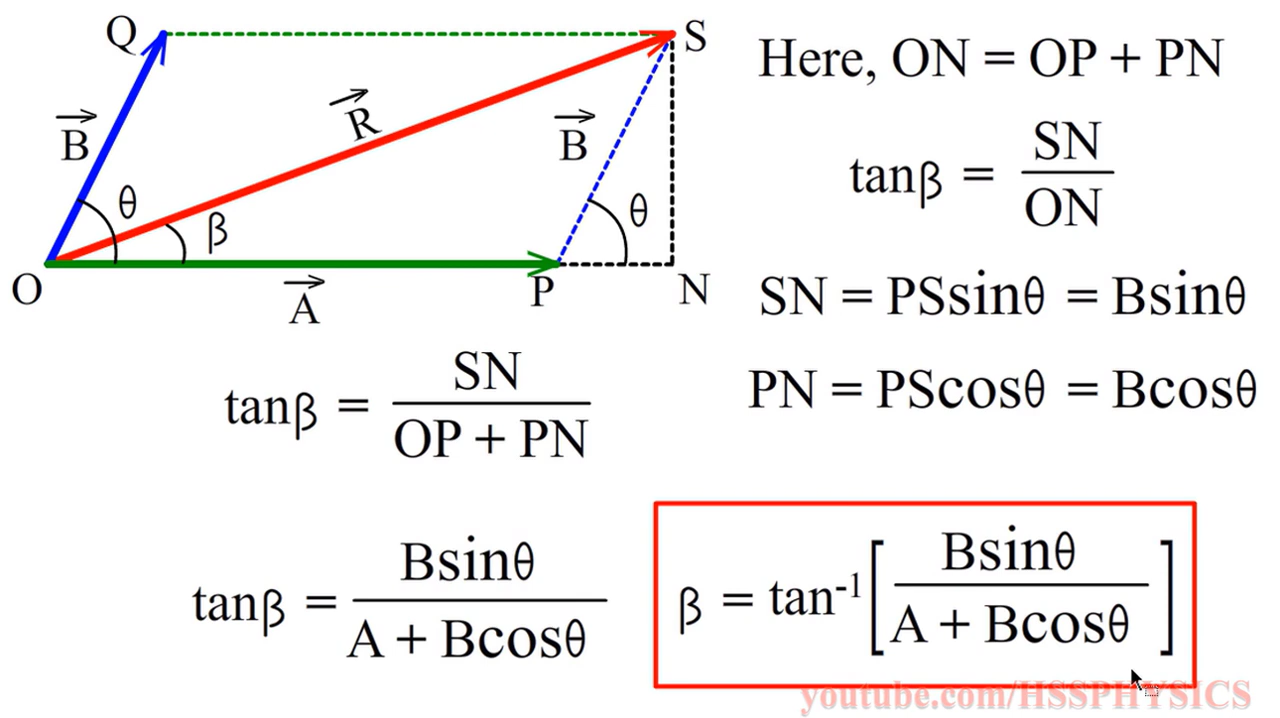 Q
S
B
R
B
θ
β
θ
O
A
P
N
Here, ON = OP + PN
tanβ = SN / ON
SN = PSsinθ = Bsinθ
PN = PScosθ = Bcosθ
tanβ = SN / OP + PN
tanβ = Bsinθ / A + Bcosθ
β = tan⁻¹[Bsinθ / A + Bcosθ]
youtube.com/HSSPHYSICS